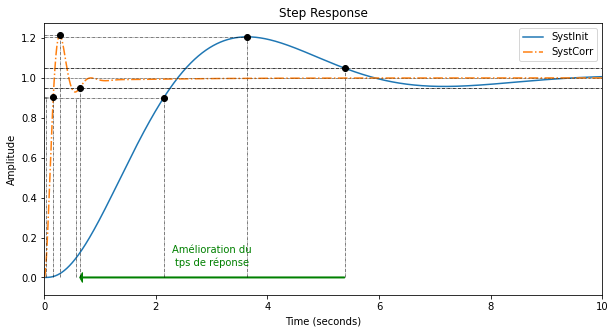 Step Response
SystInit
SystCorr
Amplitude
1.2
1.0
0.8
0.6
0.4
0.2
0.0
Amélioration du
tps de réponse
0 2 4 6 8 10
Time (seconds)